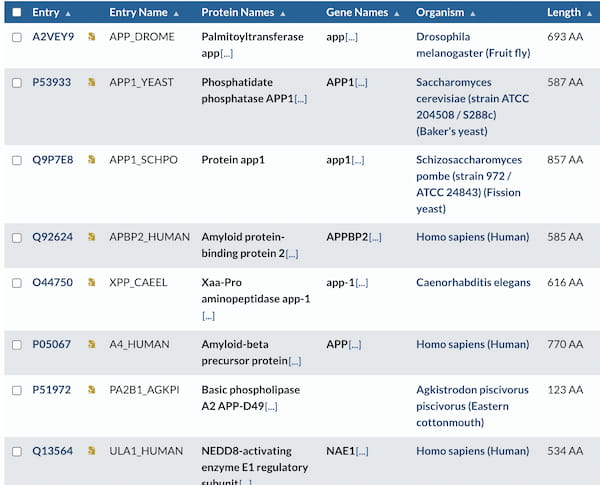 Entry ▲ Entry Name ▲ Protein Names ▲ Gene Names ▲ Organism ▲ Length ▲
A2VEY9 APP_DROME Palmitoyltransferase app[...] app[...] Drosophila melanogaster (Fruit fly) 693 AA
P53933 APP1_YEAST Phosphatidate phosphatase APP1[...] APP1[...] Saccharomyces cerevisiae (strain ATCC 204508 / S288c) (Baker's yeast) 587 AA
Q9P7E8 APP1_SCHPO Protein app1 app1[...] Schizosaccharomyces pombe (strain 972 / ATCC 24843) (Fission yeast) 857 AA
Q92624 APBP2_HUMAN Amyloid protein-binding protein 2[...] APPBP2[...] Homo sapiens (Human) 585 AA
O44750 XPP_CAEEL Xaa-Pro aminopeptidase app-1 [...] app-1[...] Caenorhabditis elegans 616 AA
P05067 A4_HUMAN Amyloid-beta precursor protein[...] APP[...] Homo sapiens (Human) 770 AA
P51972 PA2B1_AGKPI Basic phospholipase A2 APP-D49[...] Agkistrodon piscivorus piscivorus (Eastern cottonmouth) 123 AA
Q13564 ULA1_HUMAN NEDD8-activating enzyme E1 regulatory subunit[...] NAE1[...] Homo sapiens (Human) 534 AA